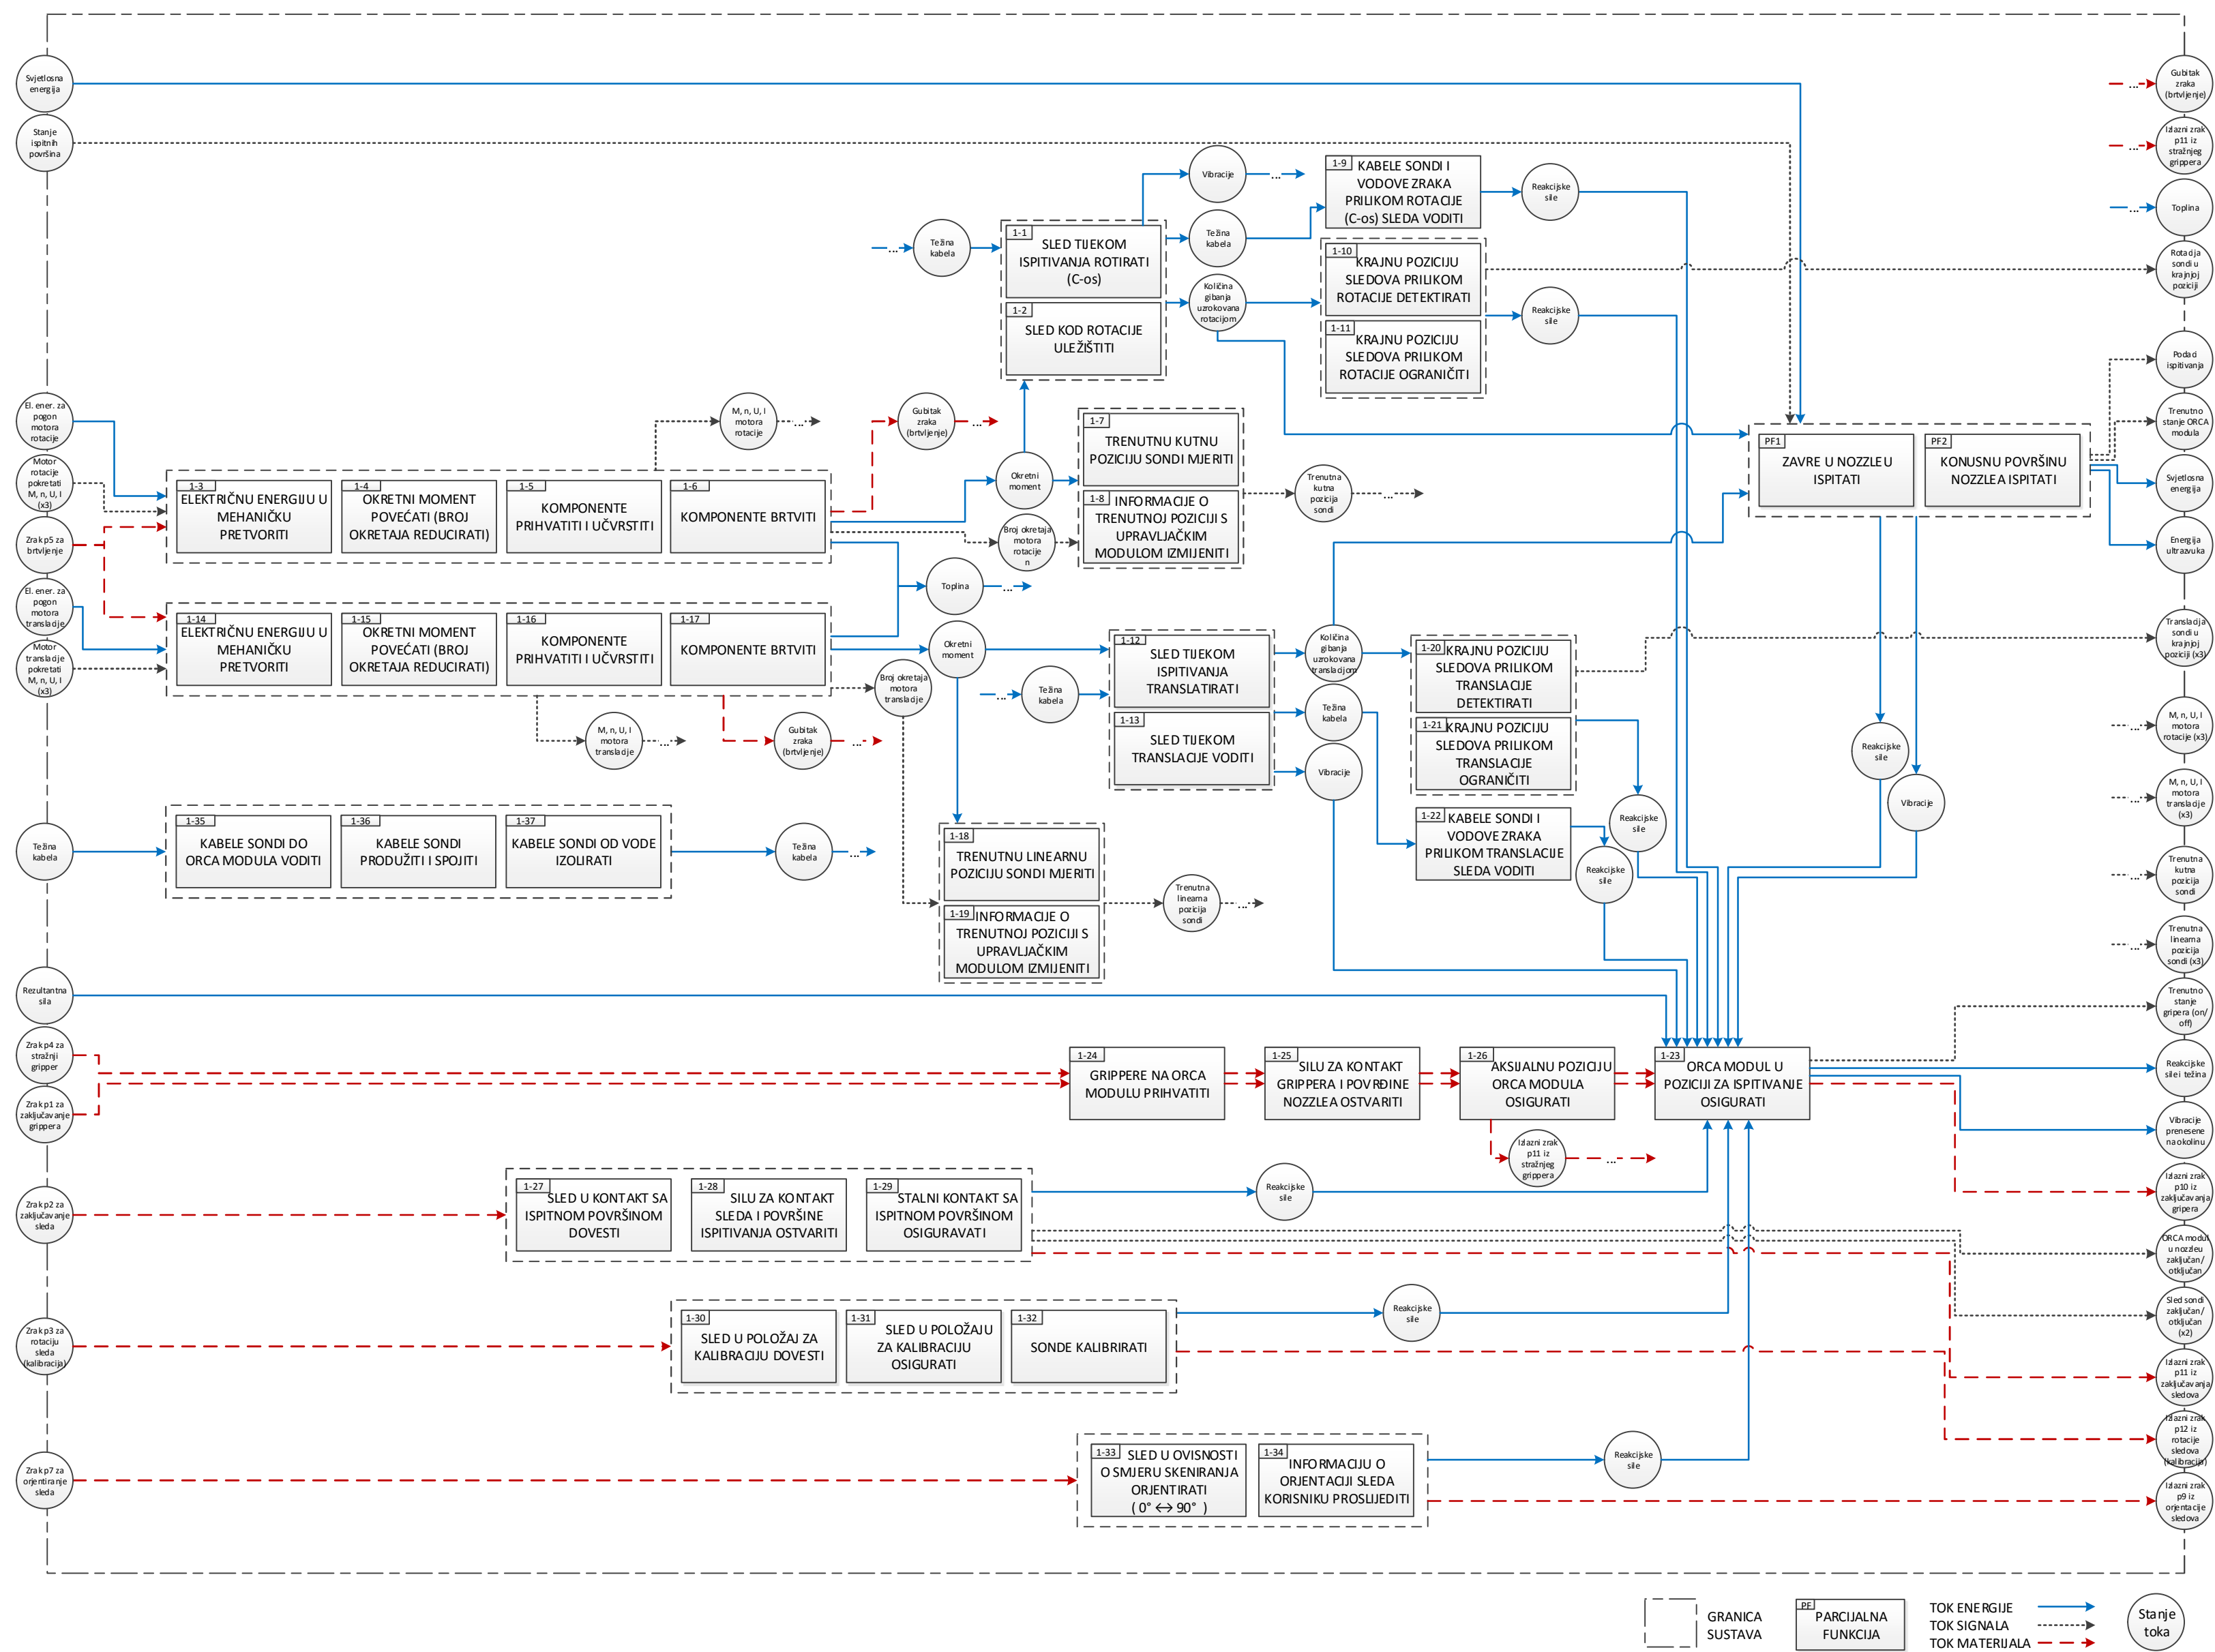 Svjetlosna
energija
Stanje
ispitnih
površina
El. ener. za
pogon
motora
rotacije
Motor
rotacije
pokretati
M, n, U, I
(x3)
Zrak p5 za
brtvljenje
El. ener. za
pogon
motora
translacije
Motor
translacije
pokretati
M, n, U, I
(x3)
Težina
kabela
Rezultantna
sila
Zrak p4 za
stražnji
gripper
Zrak p1 za
zaključavanje
grippera
Zrak p2 za
zaključavanje
sleda
Zrak p3 za
rotaciju
sleda
(kalibracija)
Zrak p7 za
orjentiranje
sleda
...
Težina
kabela
1-1
SLED TIJEKOM
ISPITIVANJA ROTIRATI
(C-os)
1-2
SLED KOD ROTACIJE
ULEŽIŠTITI
Vibracije
...
Težina
kabela
Količina
gibanja
uzrokovana
rotacijom
1-9
KABELE SONDI I
VODOVE ZRAKA
PRILIKOM ROTACIJE
(C-os) SLEDA VODITI
Reakcijske
sile
1-10
KRAJNU POZICIJU
SLEDOVA PRILIKOM
ROTACIJE DETEKTIRATI
1-11
KRAJNU POZICIJU
SLEDOVA PRILIKOM
ROTACIJE OGRANIČITI
Reakcijske
sile
1-3
ELEKTRIČNU ENERGIJU U
MEHANIČKU
PRETVORITI
1-4
OKRETNI MOMENT
POVEĆATI (BROJ
OKRETAJA REDUCIRATI)
1-5
KOMPONENTE
PRIHVATITI I UČVRSTITI
1-6
KOMPONENTE BRTVITI
M, n, U, I
motora
rotacije
...
Gubitak
zraka
(brtvljenje)
...
Okretni
moment
Broj okretaja
motora
rotacije
n
1-7
TRENUTNU KUTNU
POZICIJU SONDI MJERITI
1-8
INFORMACIJE O
TRENUTNOJ POZICIJI S
UPRAVLJAČKIM
MODULOM IZMIJENITI
Trenutna
kutna
pozicija
sondi
...
Toplina
...
PF1
ZAVRE U NOZZLEU
ISPITATI
PF2
KONUSNU POVRŠINU
NOZZLEA ISPITATI
1-14
ELEKTRIČNU ENERGIJU U
MEHANIČKU
PRETVORITI
1-15
OKRETNI MOMENT
POVEĆATI (BROJ
OKRETAJA REDUCIRATI)
1-16
KOMPONENTE
PRIHVATITI I UČVRSTITI
1-17
KOMPONENTE BRTVITI
Okretni
moment
Broj okretaja
motora
translacije
M, n, U, I
motora
translacije
...
Gubitak
zraka
(brtvljenje)
...
...
Težina
kabela
1-12
SLED TIJEKOM
ISPITIVANJA
TRANSLATIRATI
1-13
SLED TIJEKOM
TRANSLACIJE VODITI
Količina
gibanja
uzrokovana
translacijom
Težina
kabela
Vibracije
1-20
KRAJNU POZICIJU
SLEDOVA PRILIKOM
TRANSLACIJE
DETEKTIRATI
1-21
KRAJNU POZICIJU
SLEDOVA PRILIKOM
TRANSLACIJE
OGRANIČITI
1-22
KABELE SONDI I
VODOVE ZRAKA
PRILIKOM TRANSLACIJE
SLEDA VODITI
Reakcijske
sile
Reakcijske
sile
Reakcijske
sile
Vibracije
1-35
KABELE SONDI DO
ORCA MODULA VODITI
1-36
KABELE SONDI
PRODUŽITI I SPOJITI
1-37
KABELE SONDI OD VODE
IZOLIRATI
Težina
kabela
...
1-18
TRENUTNU LINEARNU
POZICIJU SONDI MJERITI
1-19
INFORMACIJE O
TRENUTNOJ POZICIJI S
UPRAVLJAČKIM
MODULOM IZMIJENITI
Trenutna
linearna
pozicija
sondi
...
1-24
GRIPPERE NA ORCA
MODULU PRIHVATITI
1-25
SILU ZA KONTAKT
GRIPPERA I POVRĐINE
NOZZLEA OSTVARITI
1-26
AKSIJALNU POZICIJU
ORCA MODULA
OSIGURATI
1-23
ORCA MODUL U
POZICIJI ZA ISPITIVANJE
OSIGURATI
Izlazni zrak
p11 iz
stražnjeg
grippera
...
1-27
SLED U KONTAKT SA
ISPITNOM POVRŠINOM
DOVESTI
1-28
SILU ZA KONTAKT
SLEDA I POVRŠINE
ISPITIVANJA OSTVARITI
1-29
STALNI KONTAKT SA
ISPITNOM POVRŠINOM
OSIGURAVATI
Reakcijske
sile
1-30
SLED U POLOŽAJ ZA
KALIBRACIJU DOVESTI
1-31
SLED U POLOŽAJU
ZA KALIBRACIJU
OSIGURATI
1-32
SONDE KALIBRIRATI
Reakcijske
sile
1-33
SLED U OVISNOSTI
O SMJERU SKENIRANJA
ORJENTIRATI
( 0° ↔ 90° )
1-34
INFORMACIJU O
ORJENTACIJI SLEDA
KORISNIKU PROSLIJEDITI
Reakcijske
sile
...
Gubitak
zraka
(brtvljenje)
...
Izlazni zrak
p11 iz
stražnjeg
grippera
...
Toplina
Rotacija
sondi u
krajnjoj
poziciji
Podaci
ispitivanja
Trenutno
stanje ORCA
modula
Svjetlosna
energija
Energija
ultrazvuka
Translacija
sondi u
krajnjoj
poziciji (x3)
...
M, n, U, I
motora
rotacije (x3)
...
M, n, U, I
motora
translacije
(x3)
...
Trenutna
kutna
pozicija
sondi
...
Trenutna
linearna
pozicija
sondi (x3)
Trenutno
stanje
gripera (on/
off)
Reakcijske
sile i težina
Vibracije
prenesene
na okolinu
Izlazni zrak
p10 iz
zaključavanja
gripera
ORCA modul
u nozzleu
zaključan/
otključan
Sled sondi
zaključan/
otključan
(x2)
Izlazni zrak
p11 iz
zaključavanja
sledova
Izlazni zrak
p12 iz
rotacije
sledova
(kalibracija)
Izlazni zrak
p9 iz
orjentacije
sledova
GRANICA
SUSTAVA
PF
PARCIJALNA
FUNKCIJA
TOK ENERGIJE
TOK SIGNALA
TOK MATERIJALA
Stanje
toka